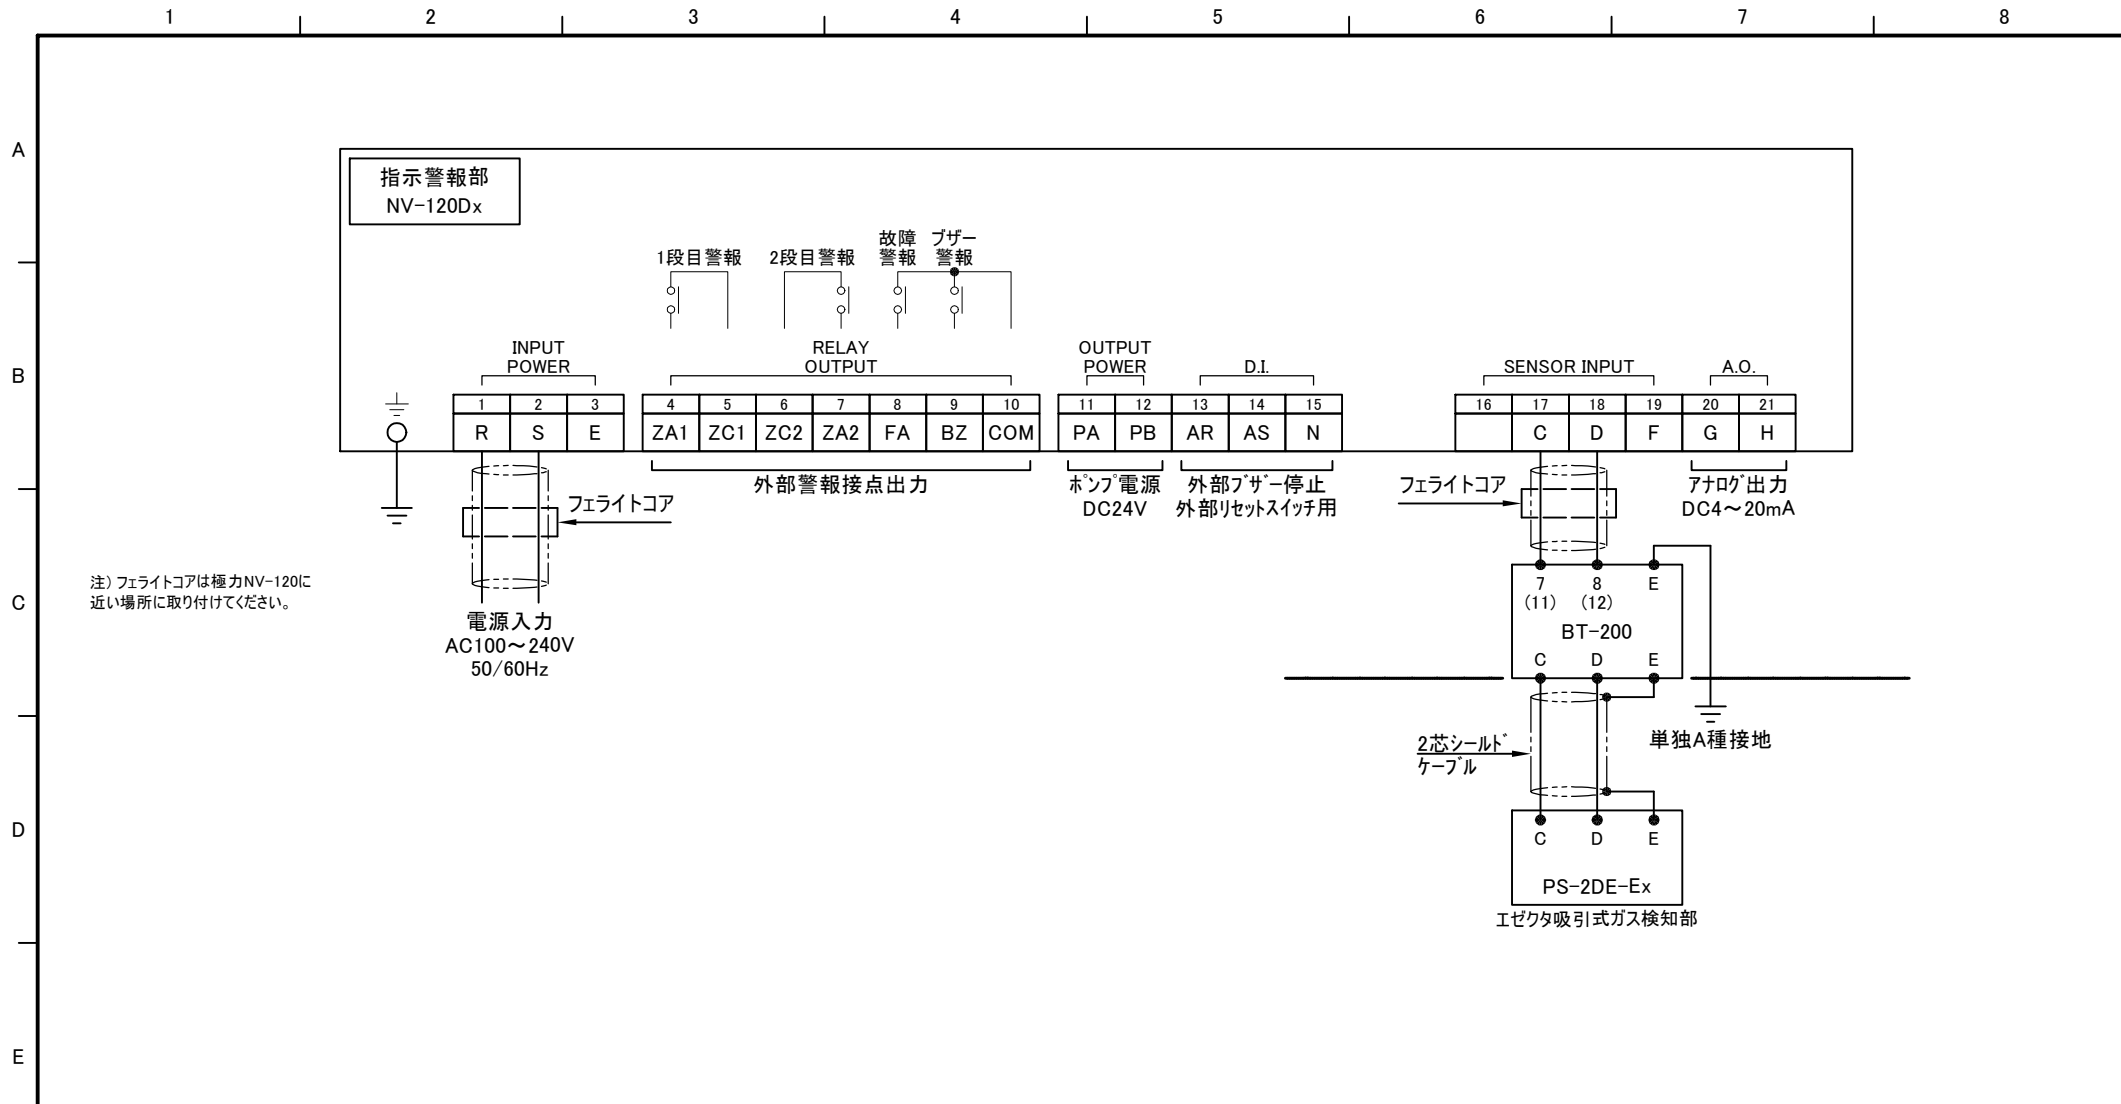 1 2 3 4 5 6 7 8
A
指示警報部
NV-120Dx
1段目警報 2段目警報 故障警報 ブザー警報
B
INPUT POWER
RELAY OUTPUT
OUTPUT POWER
D.I.
SENSOR INPUT
A.O.
1 2 3 4 5 6 7 8 9 10 11 12 13 14 15 16 17 18 19 20 21
R S E ZA1 ZC1 ZC2 ZA2 FA BZ COM PA PB AR AS N C D F G H
外部警報接点出力
ポンプ電源
DC24V
外部ブザー停止
外部リセットスイッチ用
フェライトコア
アナログ出力
DC4～20mA
フェライトコア
C
注）フェライトコアは極力NV-120に
近い場所に取り付けてください。
電源入力
AC100～240V
50/60Hz
7 8 E
(11) (12)
BT-200
C D E
2芯シールド
ケーブル
単独A種接地
D
C D E
PS-2DE-Ex
エゼクタ吸引式ガス検知部
E